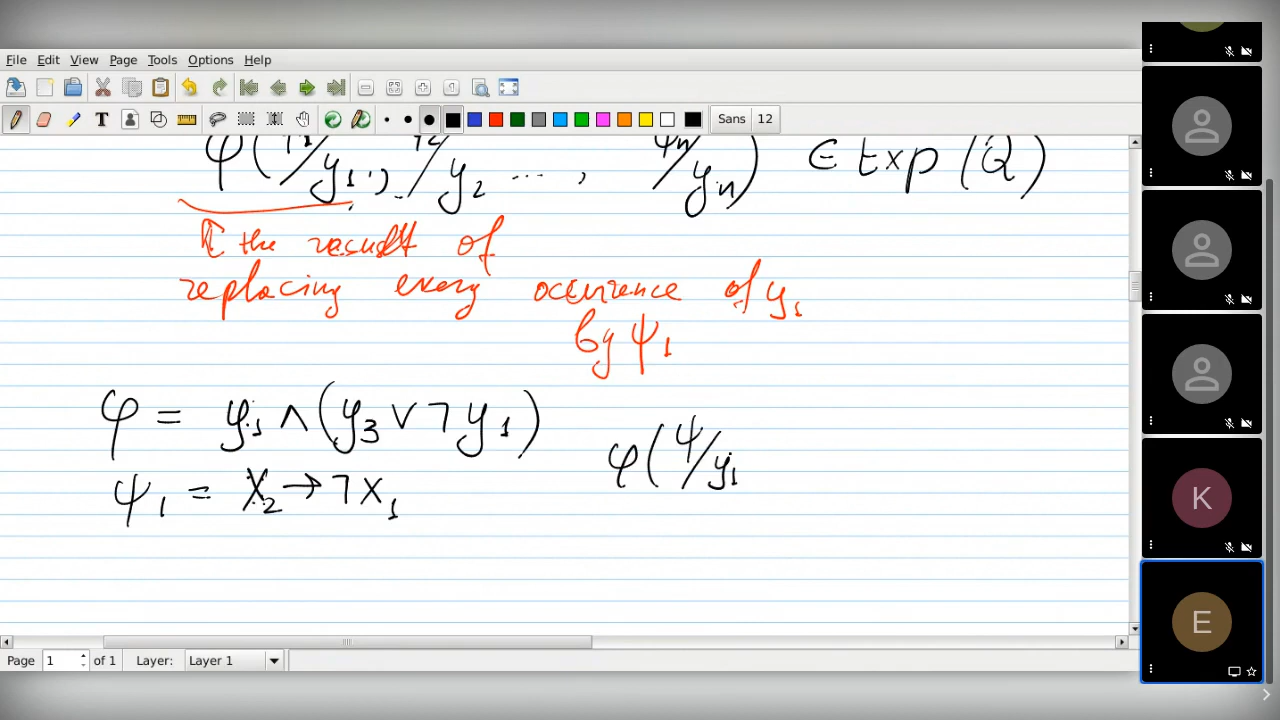 File Edit View Page Tools Options Help
Sans 12
φ(ψ1/y1, ψ2/y2 ... , ψn/yn) ∈ Exp(Q)
the result of
replacing every occurrence of y1
by ψ1
φ = y1 ∧ (y3 ∨ ¬y1)
φ(ψ/y1
ψ1 = x2 → ¬x1
K
E
Page 1 of 1 Layer: Layer 1